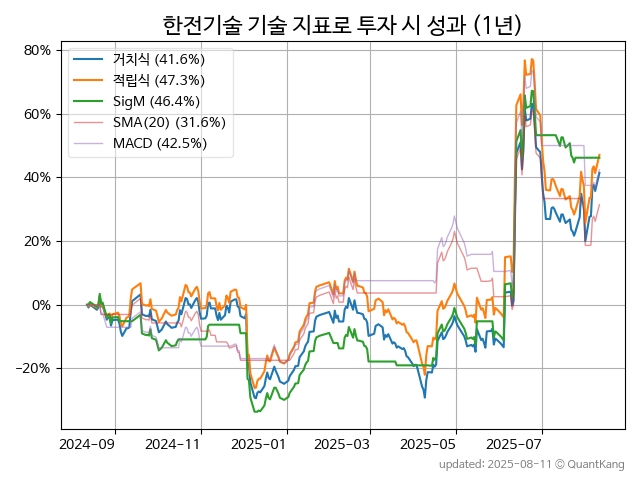 한전기술 기술 지표로 투자 시 성과 (1년)
80%
60%
40%
20%
0%
−20%
거치식 (41.6%)
적립식 (47.3%)
SigM (46.4%)
SMA(20) (31.6%)
MACD (42.5%)
2024−09
2024−11
2025−01
2025−03
2025−05
2025−07
updated: 2025-08-11 © QuantKang